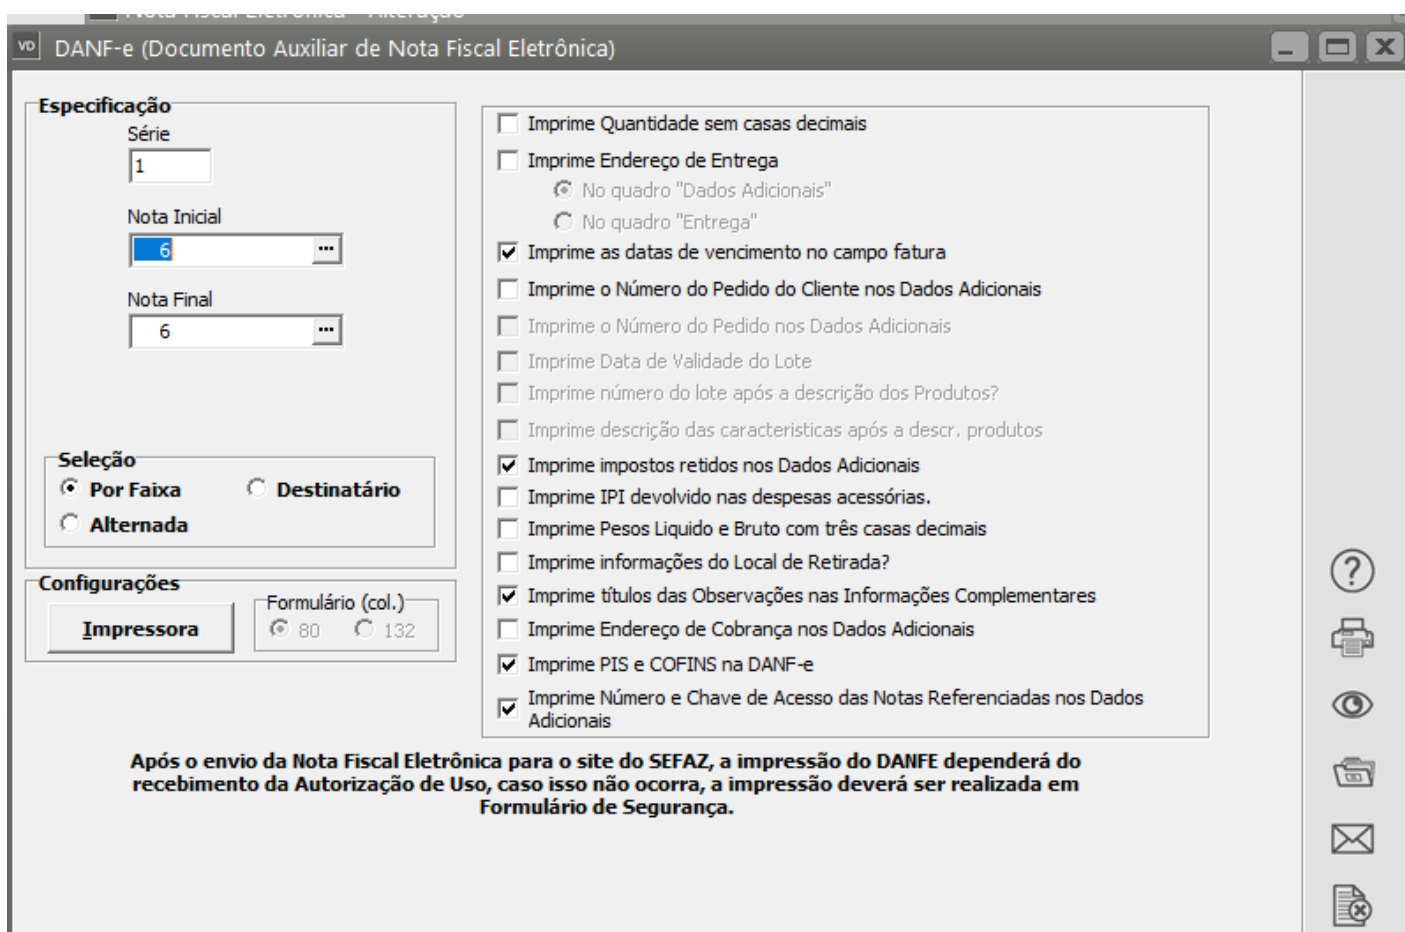 Nota Fiscal Eletrônica - Alteração
VD DANF-e (Documento Auxiliar de Nota Fiscal Eletrônica)
Especificação
Série
1
Nota Inicial
6 ...
Nota Final
6 ...
Seleção
Por Faixa Destinatário
Alternada
Configurações
Impressora
Formulário (col.)
80 132
Imprime Quantidade sem casas decimais
Imprime Endereço de Entrega
No quadro "Dados Adicionais"
No quadro "Entrega"
Imprime as datas de vencimento no campo fatura
Imprime o Número do Pedido do Cliente nos Dados Adicionais
Imprime o Número do Pedido nos Dados Adicionais
Imprime Data de Validade do Lote
Imprime número do lote após a descrição dos Produtos?
Imprime descrição das caracteristicas após a descr. produtos
Imprime impostos retidos nos Dados Adicionais
Imprime IPI devolvido nas despesas acessórias.
Imprime Pesos Liquido e Bruto com três casas decimais
Imprime informações do Local de Retirada?
Imprime títulos das Observações nas Informações Complementares
Imprime Endereço de Cobrança nos Dados Adicionais
Imprime PIS e COFINS na DANF-e
Imprime Número e Chave de Acesso das Notas Referenciadas nos Dados
Adicionais
Após o envio da Nota Fiscal Eletrônica para o site do SEFAZ, a impressão do DANFE dependerá do
recebimento da Autorização de Uso, caso isso não ocorra, a impressão deverá ser realizada em
Formulário de Segurança.